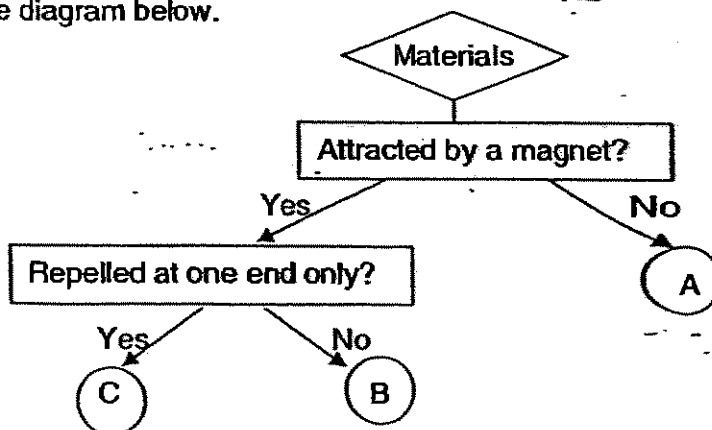 e diagram below.
Materials
Attracted by a magnet?
Yes
No
Repelled at one end only?
A
Yes
No
C
B